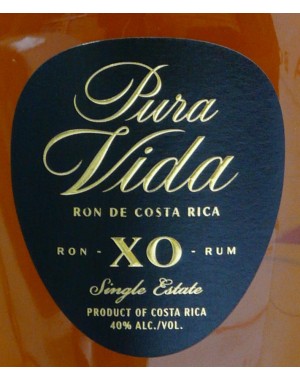 Pura
Vida
RON DE COSTA RICA
RON - XO - RUM
Single Estate
PRODUCT OF COSTA RICA
40% ALC./VOL.